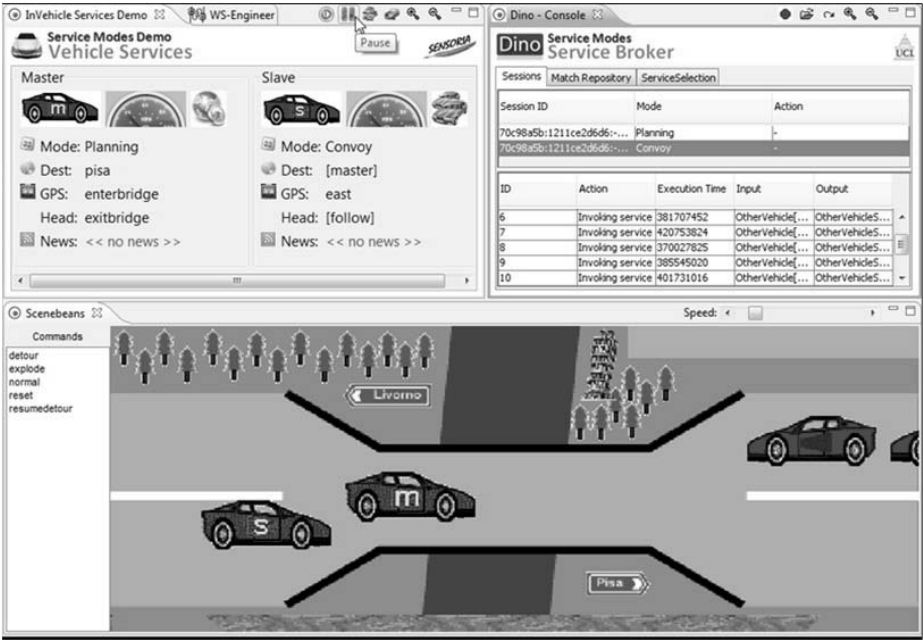 InVehicle Services Demo
WS-Engineer
Pause
Service Modes Demo
Vehicle Services
SENSORIA
Master
m
Mode: Planning
Dest: pisa
GPS: enterbridge
Head: exitbridge
News: << no news >>
Slave
s
Mode: Convoy
Dest: [master]
GPS: east
Head: [follow]
News: << no news >>
Dino - Console
Dino
Service Modes
Service Broker
UCL
Sessions Match Repository ServiceSelection
Session ID Mode Action
70c98a5b:1211ce2d6d6:-... Planning -
70c98a5b:1211ce2d6d6:-... Convoy -
ID Action Execution Time Input Output
6 Invoking service 381707452 OtherVehicle[... OtherVehicleS...
7 Invoking service 420753824 OtherVehicle[... OtherVehicleS...
8 Invoking service 370027825 OtherVehicle[... OtherVehicleS...
9 Invoking service 385545020 OtherVehicle[... OtherVehicleS...
10 Invoking service 401731016 OtherVehicle[... OtherVehicleS...
Scenebeans
Speed:
Commands
detour
explode
normal
reset
resumedetour
Livorno
m
s
Pisa